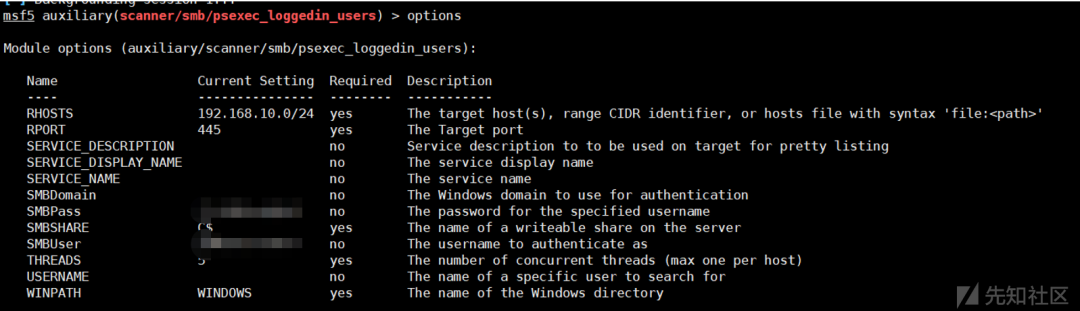 msf5 auxiliary(scanner/smb/psexec_loggedin_users) > options
Module options (auxiliary/scanner/smb/psexec_loggedin_users):
Name Current Setting Required Description
---- --------------- -------- -----------
RHOSTS 192.168.10.0/24 yes The target host(s), range CIDR identifier, or hosts file with syntax 'file:<path>'
RPORT 445 yes The Target port
SERVICE_DESCRIPTION no Service description to to be used on target for pretty listing
SERVICE_DISPLAY_NAME no The service display name
SERVICE_NAME no The service name
SMBDomain no The Windows domain to use for authentication
SMBPass no The password for the specified username
SMBSHARE C$ yes The name of a writeable share on the server
SMBUser no The username to authenticate as
THREADS 5 yes The number of concurrent threads (max one per host)
USERNAME no The name of a specific user to search for
WINPATH WINDOWS yes The name of the Windows directory
先知社区